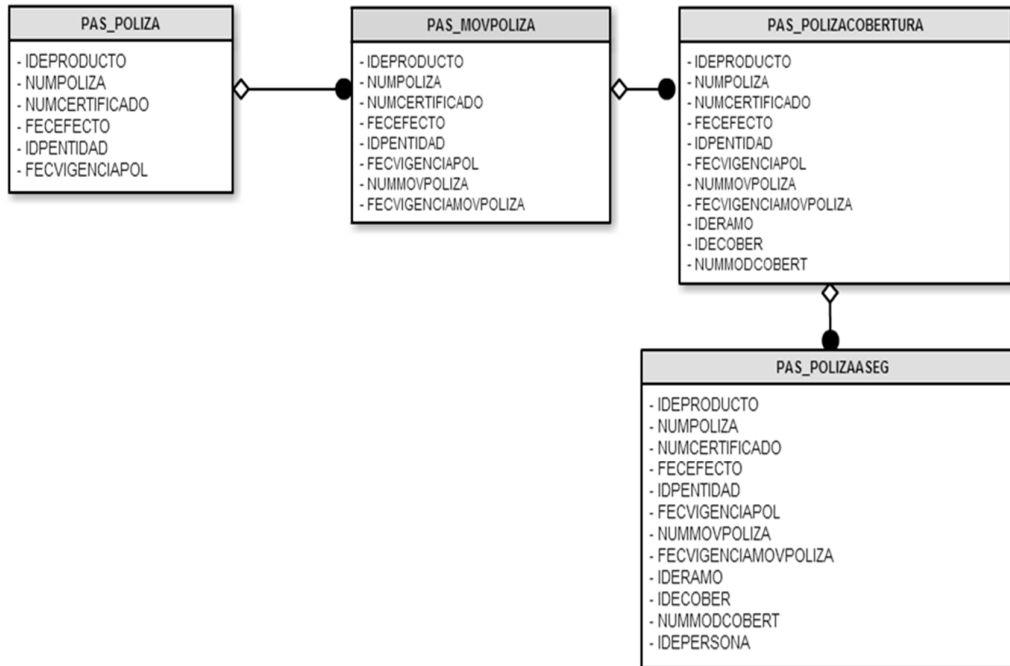 PAS_POLIZA
- IDEPRODUCTO
- NUMPOLIZA
- NUMCERTIFICADO
- FECEFECTO
- IDPENTIDAD
- FECVIGENCIAPOL
PAS_MOVPOLIZA
- IDEPRODUCTO
- NUMPOLIZA
- NUMCERTIFICADO
- FECEFECTO
- IDPENTIDAD
- FECVIGENCIAPOL
- NUMMOVPOLIZA
- FECVIGENCIAMOVPOLIZA
PAS_POLIZACOBERTURA
- IDEPRODUCTO
- NUMPOLIZA
- NUMCERTIFICADO
- FECEFECTO
- IDPENTIDAD
- FECVIGENCIAPOL
- NUMMOVPOLIZA
- FECVIGENCIAMOVPOLIZA
- IDERAMO
- IDECOBER
- NUMMODCOBERT
PAS_POLIZAASEG
- IDEPRODUCTO
- NUMPOLIZA
- NUMCERTIFICADO
- FECEFECTO
- IDPENTIDAD
- FECVIGENCIAPOL
- NUMMOVPOLIZA
- FECVIGENCIAMOVPOLIZA
- IDERAMO
- IDECOBER
- NUMMODCOBERT
- IDEPERSONA